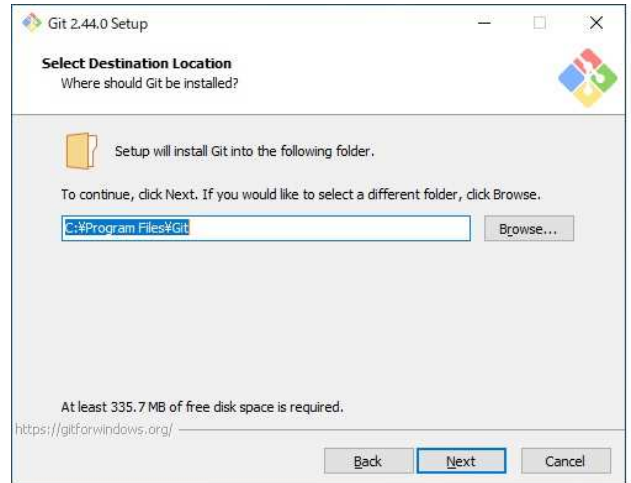 Git 2.44.0 Setup
Select Destination Location
Where should Git be installed?
Setup will install Git into the following folder.
To continue, click Next. If you would like to select a different folder, click Browse.
C:¥Program Files¥Git
Browse...
At least 335.7 MB of free disk space is required.
https://gitforwindows.org/
Back Next Cancel